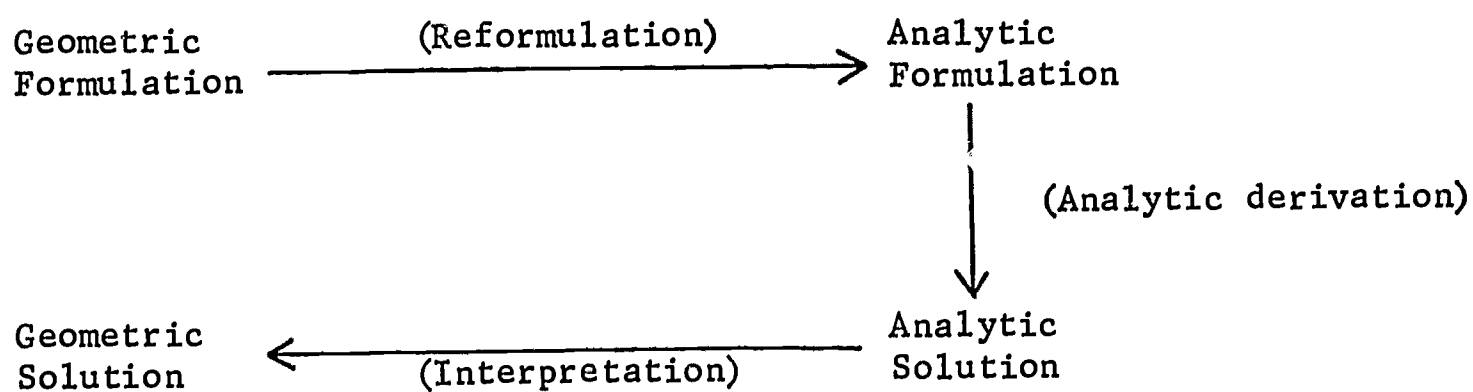 Geometric
Formulation
(Reformulation)
Analytic
Formulation
(Analytic derivation)
Geometric
Solution
(Interpretation)
Analytic
Solution